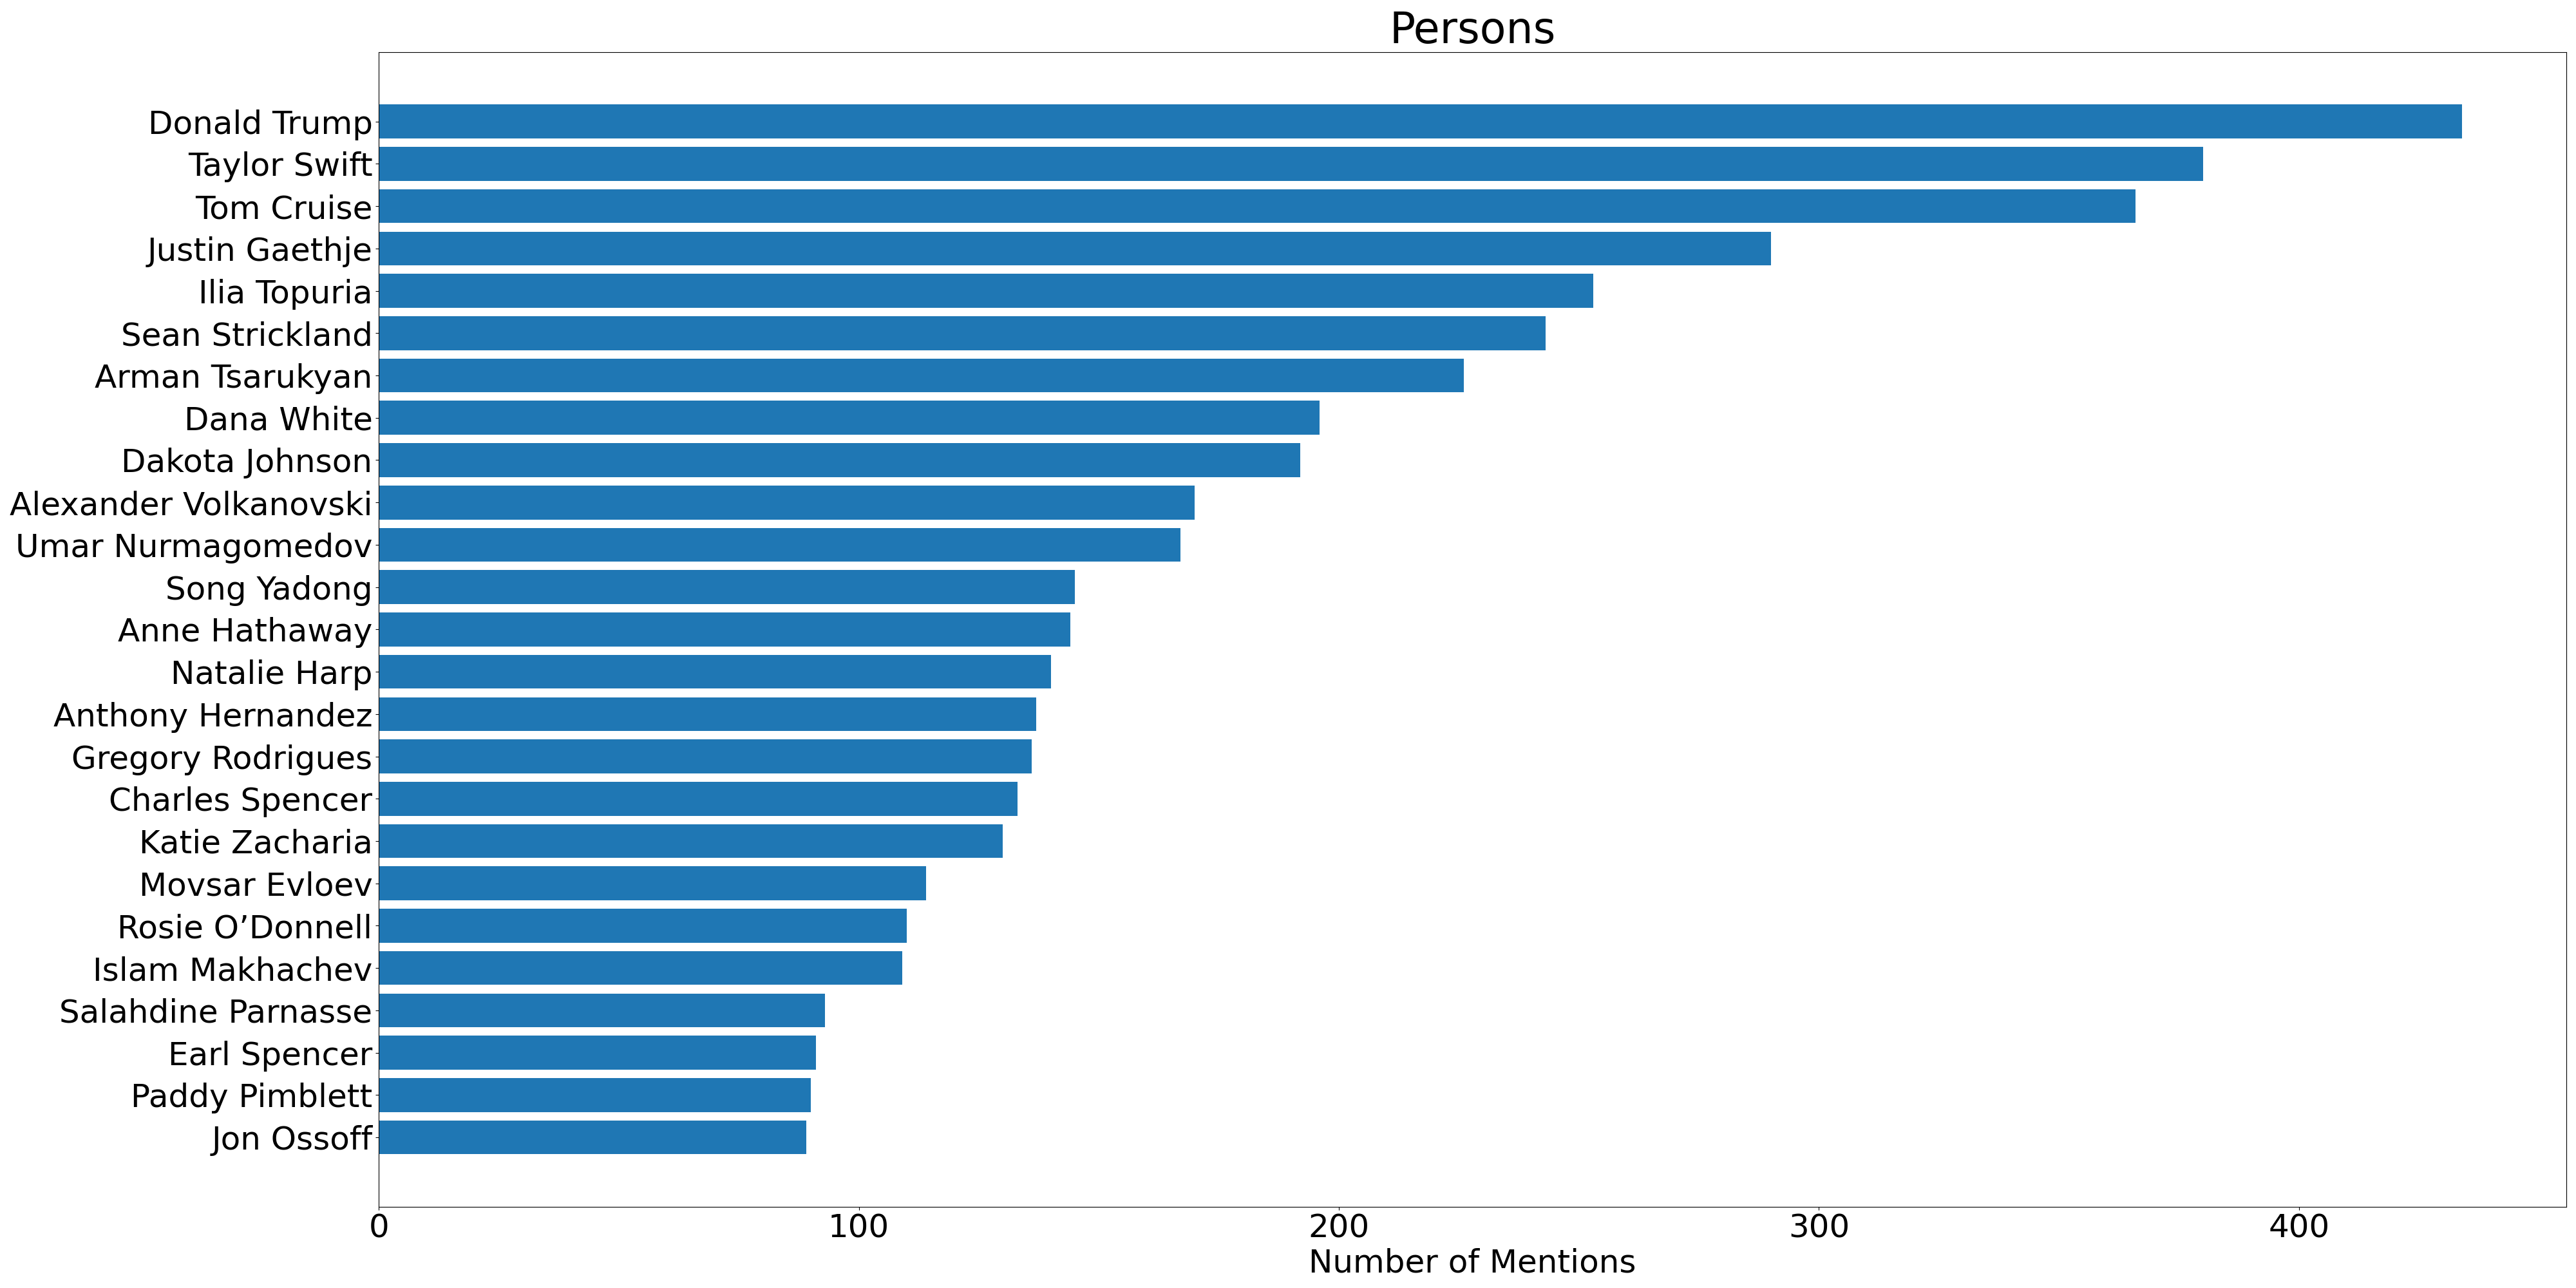 Persons
Donald Trump
Taylor Swift
Tom Cruise
Justin Gaethje
Ilia Topuria
Sean Strickland
Arman Tsarukyan
Dana White
Dakota Johnson
Alexander Volkanovski
Umar Nurmagomedov
Song Yadong
Anne Hathaway
Natalie Harp
Anthony Hernandez
Gregory Rodrigues
Charles Spencer
Katie Zacharia
Movsar Evloev
Rosie O’Donnell
Islam Makhachev
Salahdine Parnasse
Earl Spencer
Paddy Pimblett
Jon Ossoff
0 100 200 300 400
Number of Mentions